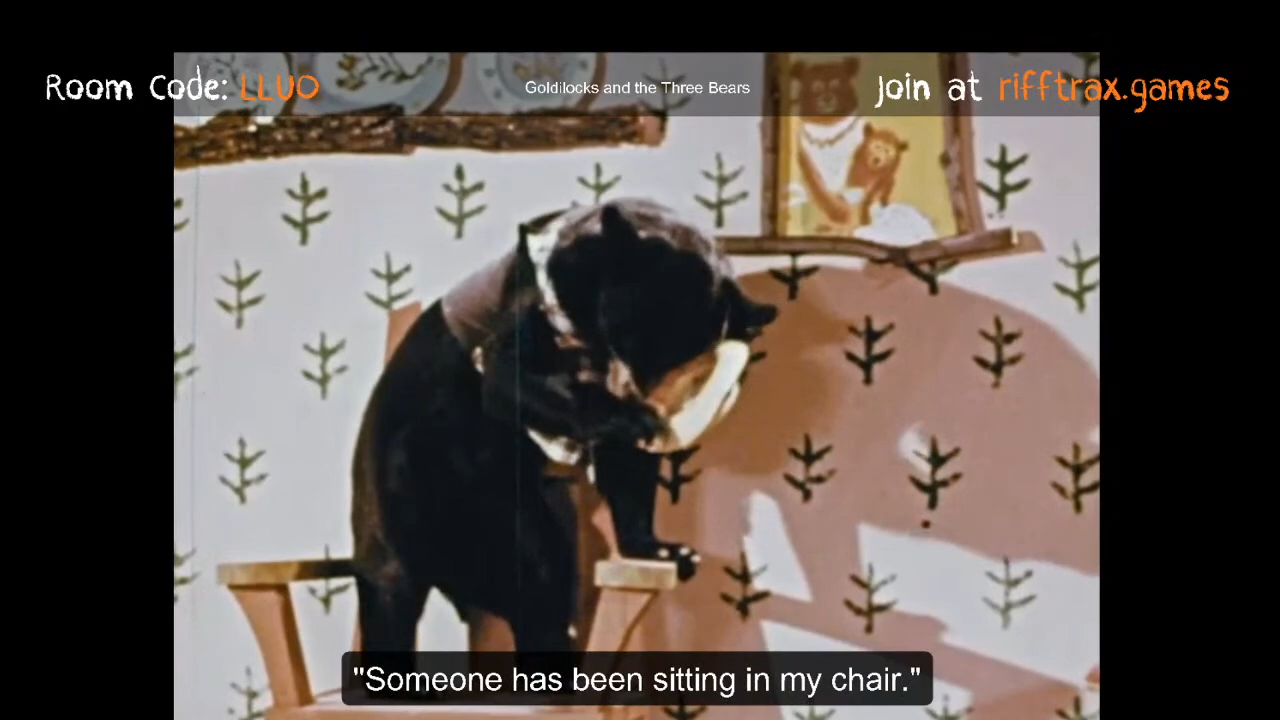 Room Code: LLUO
Goldilocks and the Three Bears
Join at rifftrax.games
"Someone has been sitting in my chair."